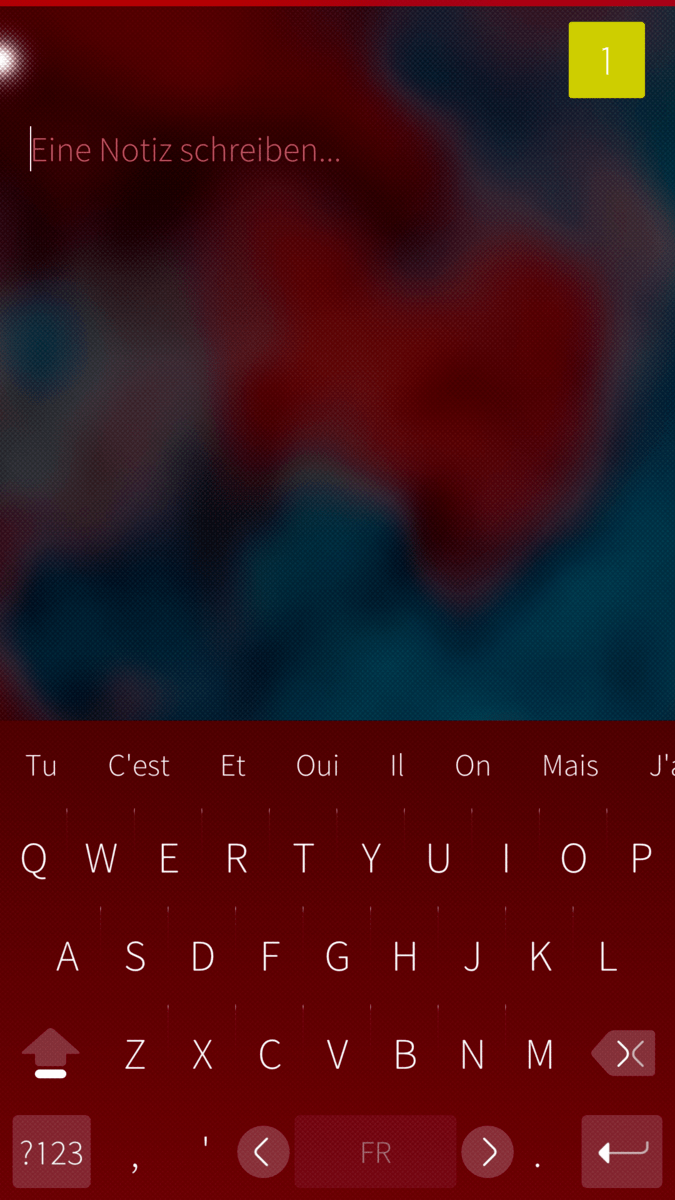 1
Eine Notiz schreiben...
Tu C'est Et Oui Il On Mais J'a
Q W E R T Y U I O P
A S D F G H J K L
Z X C V B N M
?123 , ' FR .